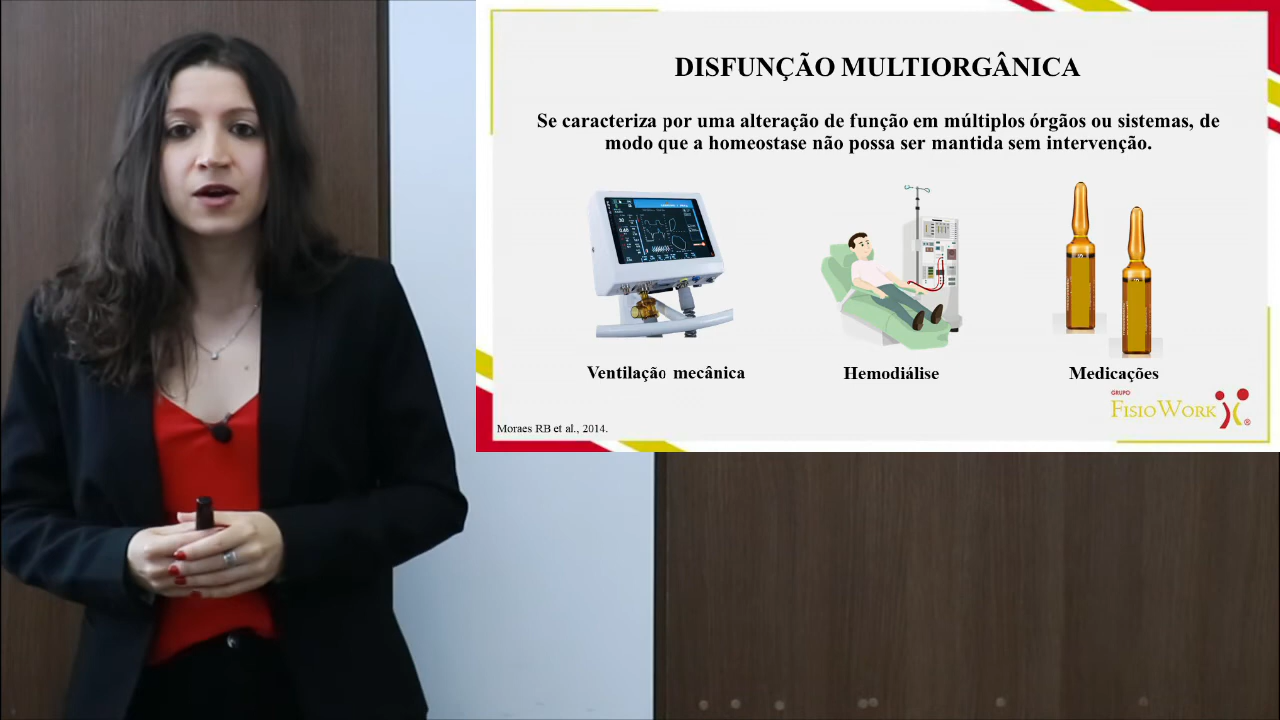 DISFUNÇÃO MULTIORGÂNICA
Se caracteriza por uma alteração de função em múltiplos órgãos ou sistemas, de
modo que a homeostase não possa ser mantida sem intervenção.
Ventilação mecânica
Hemodiálise
Medicações
GRUPO
FISIOWORK
®
Moraes RB et al., 2014.